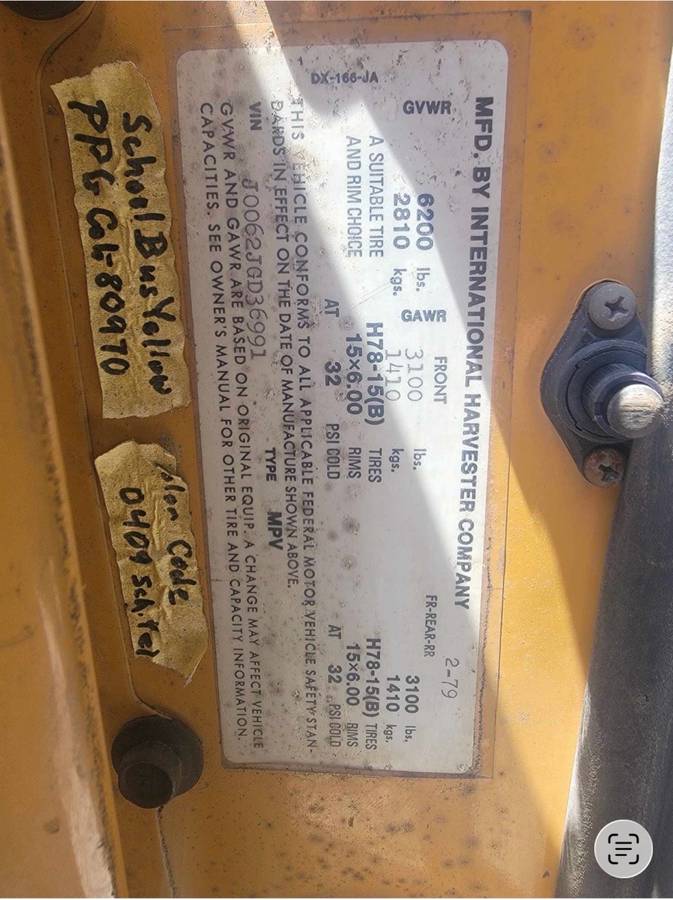 DX-166-JA
MFD. BY INTERNATIONAL HARVESTER COMPANY
2-79
GVWR 6200 lbs. GAWR FRONT 3100 lbs. FR-REAR-RR 3100 lbs.
2810 kgs. 1410 kgs. 1410 kgs.
A SUITABLE TIRE H78-15(B) TIRES H78-15(B) TIRES
AND RIM CHOICE 15×6.00 RIMS 15×6.00 RIMS
AT 32 PSI COLD AT 32 PSI COLD
THIS VEHICLE CONFORMS TO ALL APPLICABLE FEDERAL MOTOR VEHICLE SAFETY STAN-
DARDS IN EFFECT ON THE DATE OF MANUFACTURE SHOWN ABOVE.
VIN J0062JGD36991 TYPE MPV
GVWR AND GAWR ARE BASED ON ORIGINAL EQUIP. A CHANGE MAY AFFECT VEHICLE
CAPACITIES. SEE OWNER'S MANUAL FOR OTHER TIRE AND CAPACITY INFORMATION.
School Bus Yellow
PPG 80970
Code
0409